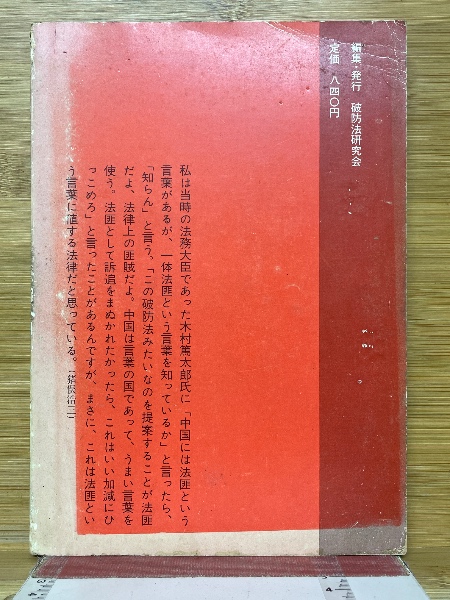 編集・発行 破防法研究会
定価 八四〇円
私は当時の法務大臣であった木村篤太郎氏に「中国には法匪という
言葉があるが、一体法匪という言葉を知っているか」と言ったら、
「知らん」と言う。「この破防法みたいなのを提案することが法匪
だよ、法律上の匪賊だよ。中国は言葉の国であって、うまい言葉を
使う。法匪として訴追をまぬかれたかったら、これはいい加減にひ
っこめろ」と言ったことがあるんですが、まさに、これは法匪とい
う言葉に値する法律だと思っている。